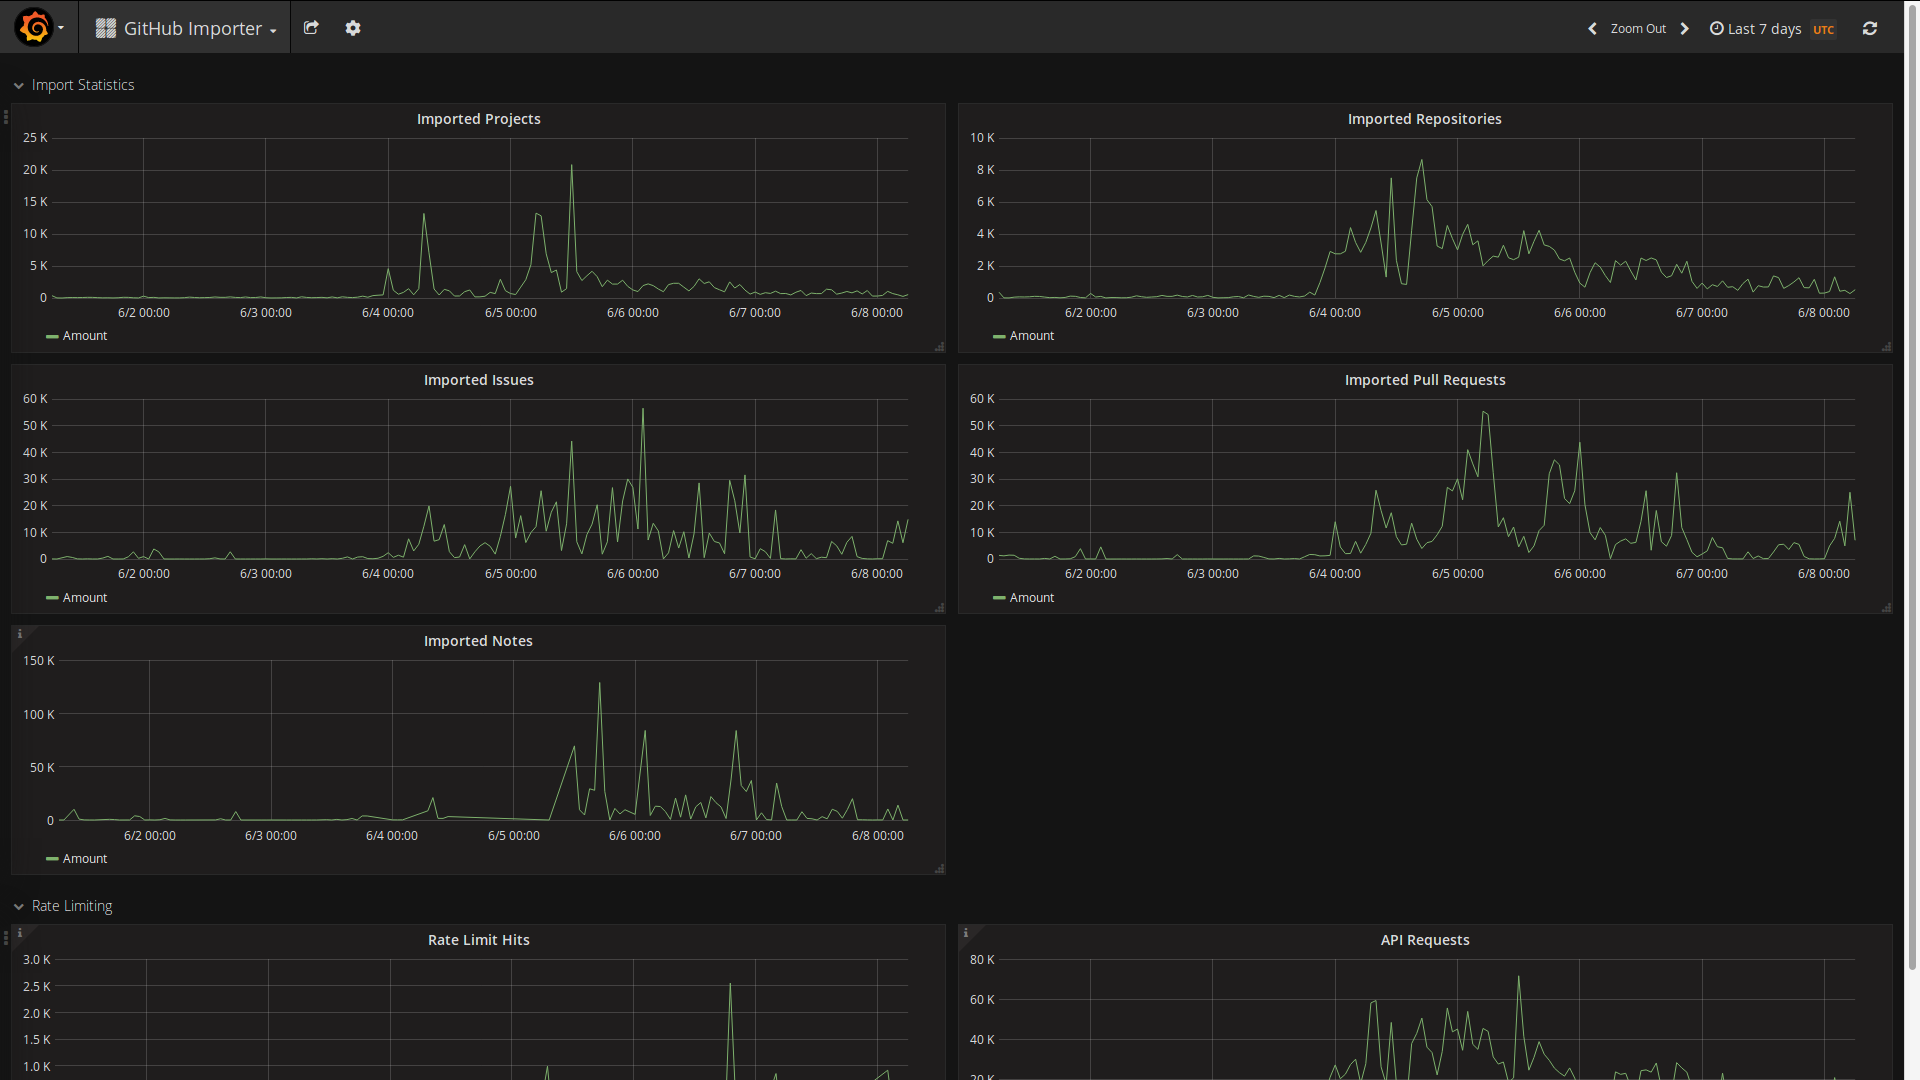 GitHub Importer
Zoom Out
Last 7 days UTC
Import Statistics
Imported Projects
25 K
20 K
15 K
10 K
5 K
0
6/2 00:00 6/3 00:00 6/4 00:00 6/5 00:00 6/6 00:00 6/7 00:00 6/8 00:00
Amount
Imported Repositories
10 K
8 K
6 K
4 K
2 K
0
6/2 00:00 6/3 00:00 6/4 00:00 6/5 00:00 6/6 00:00 6/7 00:00 6/8 00:00
Amount
Imported Issues
60 K
50 K
40 K
30 K
20 K
10 K
0
6/2 00:00 6/3 00:00 6/4 00:00 6/5 00:00 6/6 00:00 6/7 00:00 6/8 00:00
Amount
Imported Pull Requests
60 K
50 K
40 K
30 K
20 K
10 K
0
6/2 00:00 6/3 00:00 6/4 00:00 6/5 00:00 6/6 00:00 6/7 00:00 6/8 00:00
Amount
i
Imported Notes
150 K
100 K
50 K
0
6/2 00:00 6/3 00:00 6/4 00:00 6/5 00:00 6/6 00:00 6/7 00:00 6/8 00:00
Amount
Rate Limiting
i
Rate Limit Hits
3.0 K
2.5 K
2.0 K
1.5 K
1.0 K
i
API Requests
80 K
60 K
40 K
20 K